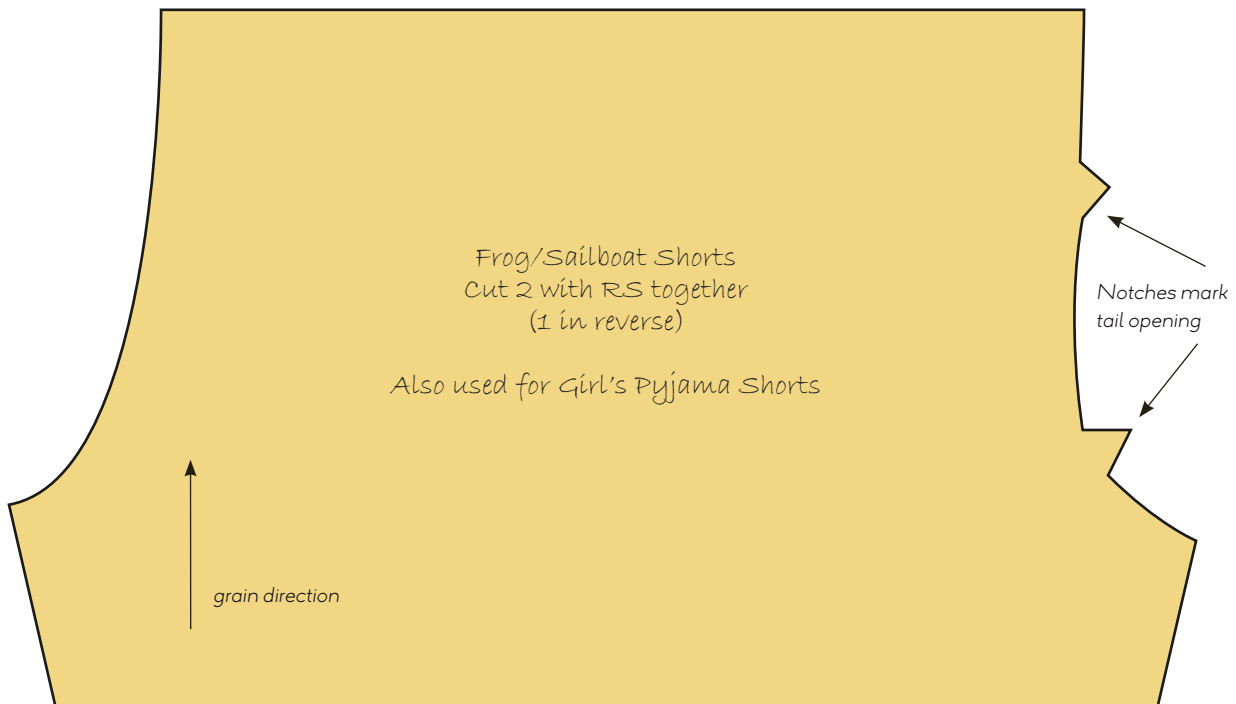 Frog/Sailboat Shorts
Cut 2 with RS together
(1 in reverse)
Also used for Girl's Pyjama Shorts
Notches mark
tail opening
grain direction